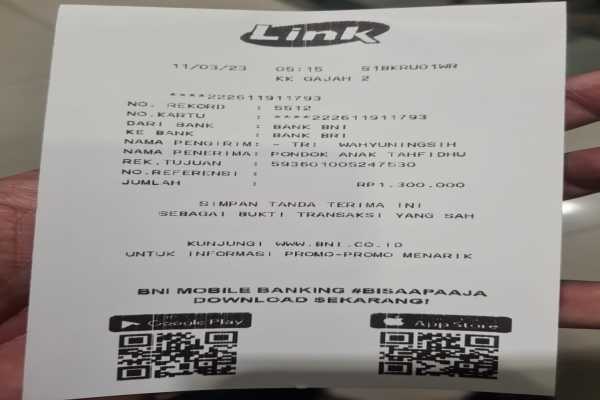 Link
11/03/23 05:15 S1BKRU01WR
KK GAJAH 2
****222611911793
NO. REKORD : 5512
NO.KARTU : ****222611911793
DARI BANK : BANK BNI
KE BANK : BANK BRI
NAMA PENGIRIM: - TRI WAHYUNINGSIH
NAMA PENERIMA: PONDOK ANAK TAHFIDHU
REK.TUJUAN : 593601005247530
NO.REFERENSI :
JUMLAH : RP1.300.000
SIMPAN TANDA TERIMA INI
SEBAGAI BUKTI TRANSAKSI YANG SAH
KUNJUNGI WWW.BNI.CO.ID
UNTUK INFORMASI PROMO-PROMO MENARIK
BNI MOBILE BANKING #BISAAPAAJA
DOWNLOAD SEKARANG!
Google Play App Store